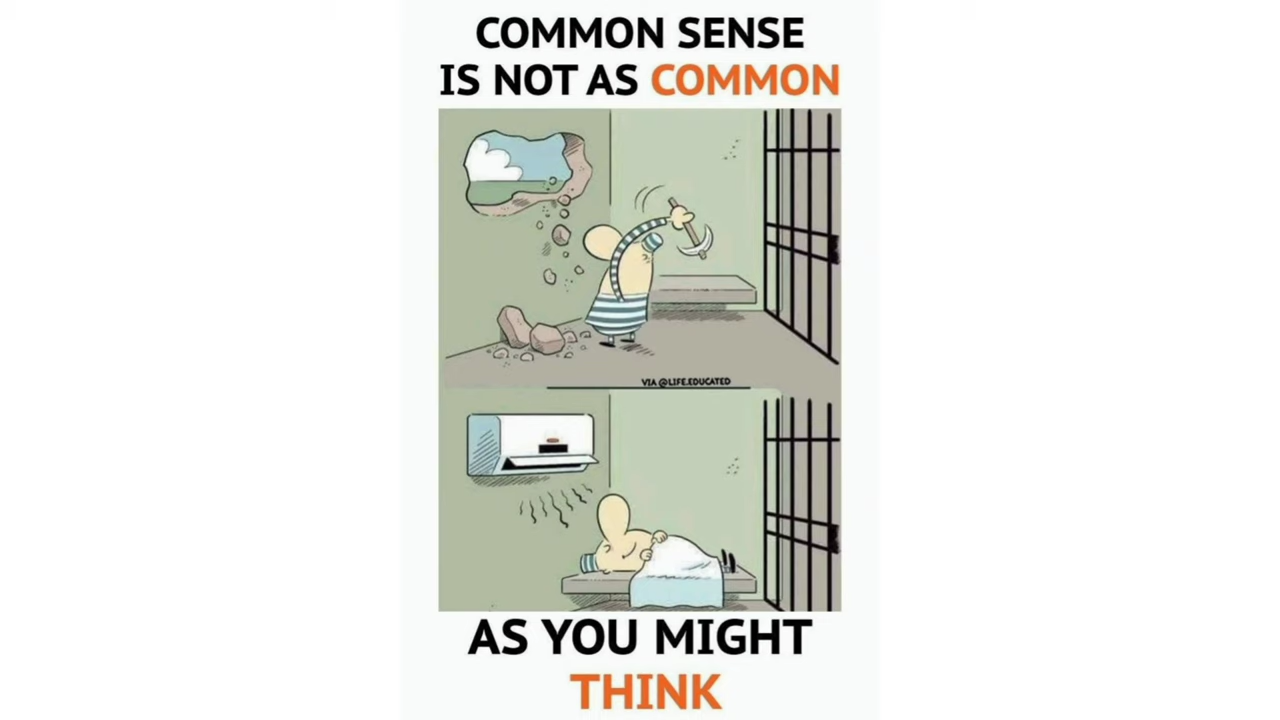 COMMON SENSE
IS NOT AS COMMON
VIA @LIFE.EDUCATED
AS YOU MIGHT
THINK